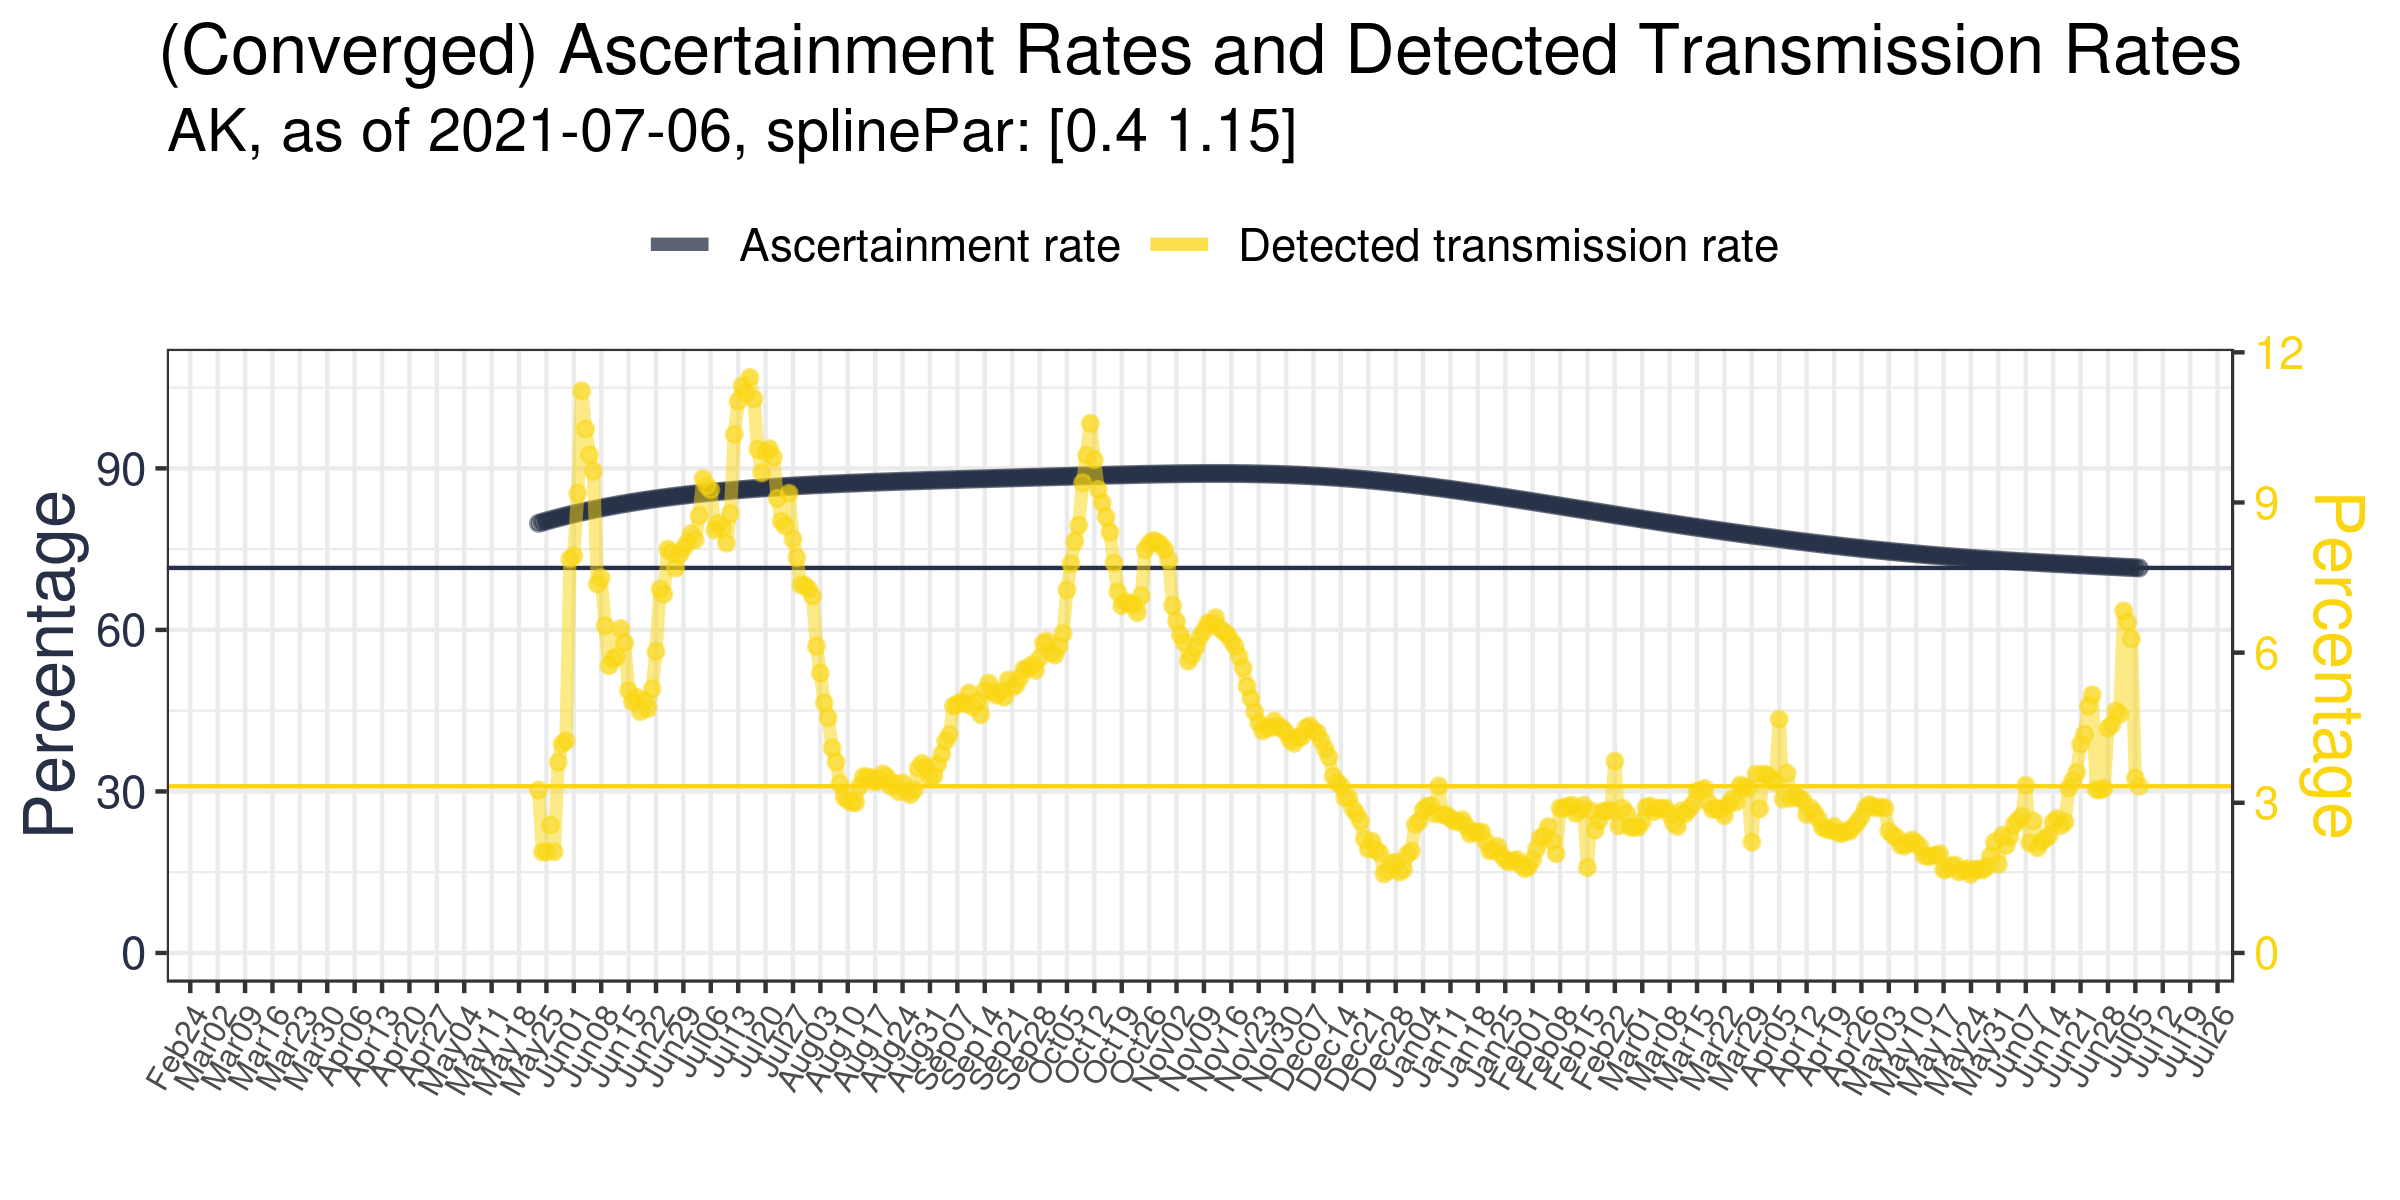 (Converged) Ascertainment Rates and Detected Transmission Rates
AK, as of 2021-07-06, splinePar: [0.4 1.15]
Ascertainment rate Detected transmission rate
Percentage
90
60
30
0
12
9
6
3
0
Percentage
Feb24 Mar02 Mar09 Mar16 Mar23 Mar30 Apr06 Apr13 Apr20 Apr27 May04 May11 May18 May25 Jun01 Jun08 Jun15 Jun22 Jun29 Jul06 Jul13 Jul20 Jul27 Aug03 Aug10 Aug17 Aug24 Aug31 Sep07 Sep14 Sep21 Sep28 Oct05 Oct12 Oct19 Oct26 Nov02 Nov09 Nov16 Nov23 Nov30 Dec07 Dec14 Dec21 Dec28 Jan04 Jan11 Jan18 Jan25 Feb01 Feb08 Feb15 Feb22 Mar01 Mar08 Mar15 Mar22 Mar29 Apr05 Apr12 Apr19 Apr26 May03 May10 May17 May24 May31 Jun07 Jun14 Jun21 Jun28 Jul05 Jul12 Jul19 Jul26